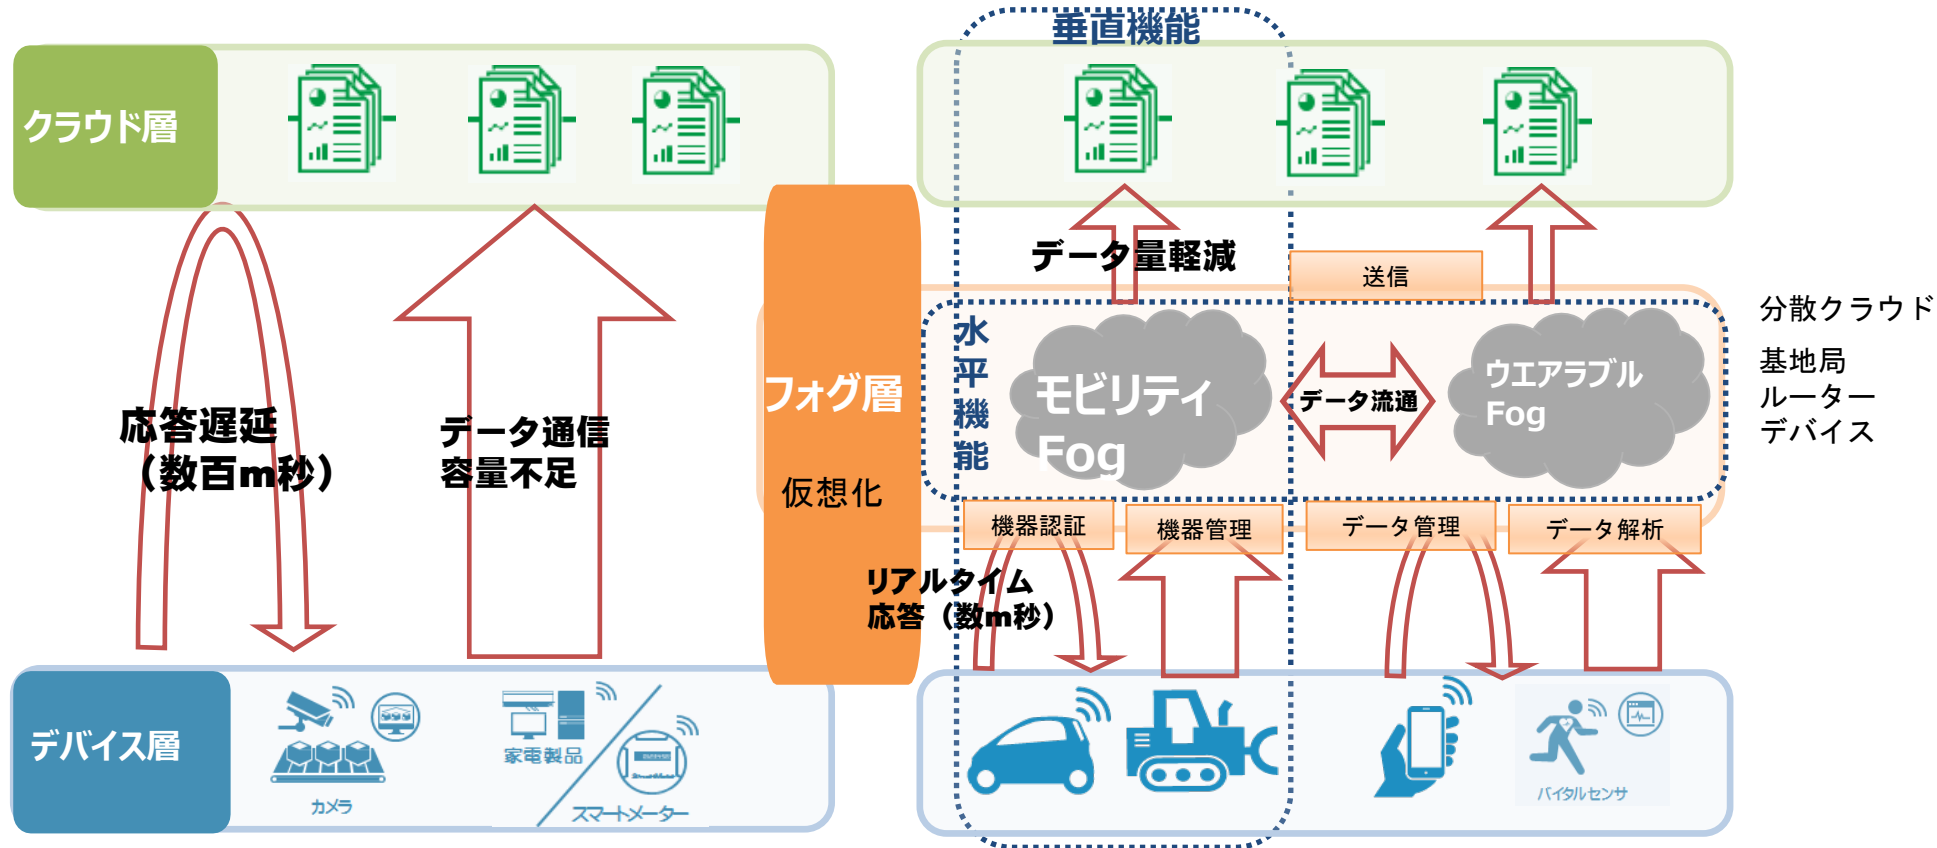 垂直機能
クラウド層
データ量軽減
送信
分散クラウド
基地局
ルーター
デバイス
水平機能
フォグ層
仮想化
モビリティ
Fog
データ流通
ウエアラブル
Fog
応答遅延
（数百m秒）
データ通信
容量不足
機器認証
機器管理
データ管理
データ解析
リアルタイム
応答（数m秒）
デバイス層
カメラ
家電製品
スマートメーター
バイタルセンサ